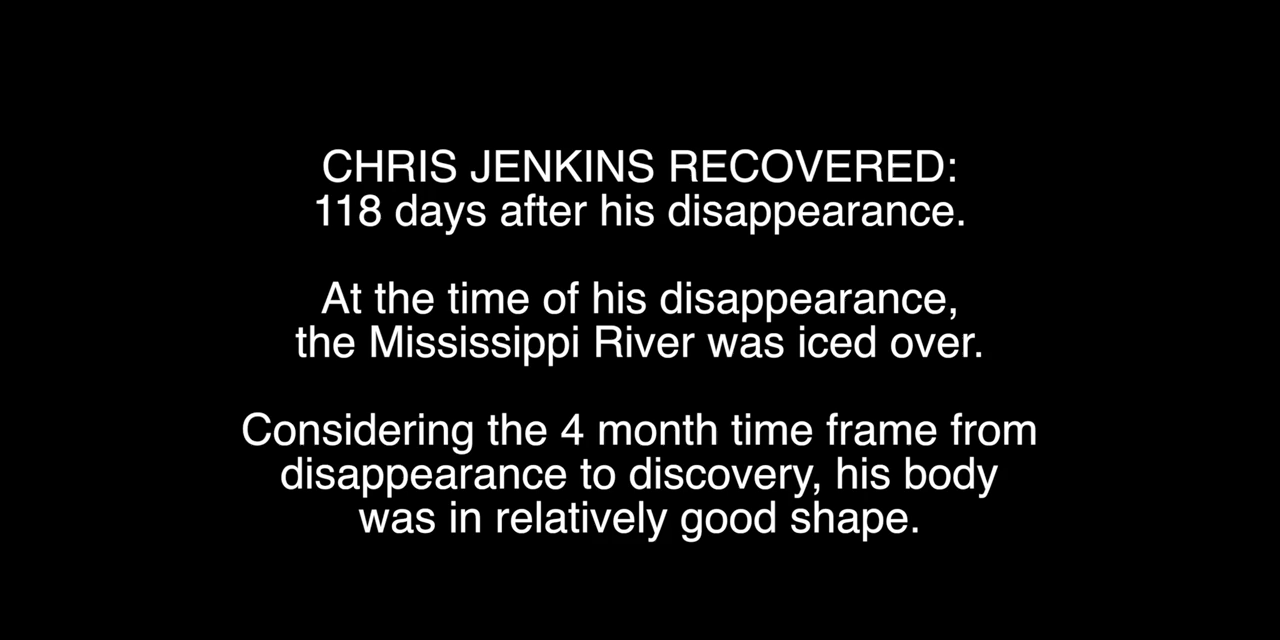 CHRIS JENKINS RECOVERED:
118 days after his disappearance.
At the time of his disappearance,
the Mississippi River was iced over.
Considering the 4 month time frame from
disappearance to discovery, his body
was in relatively good shape.